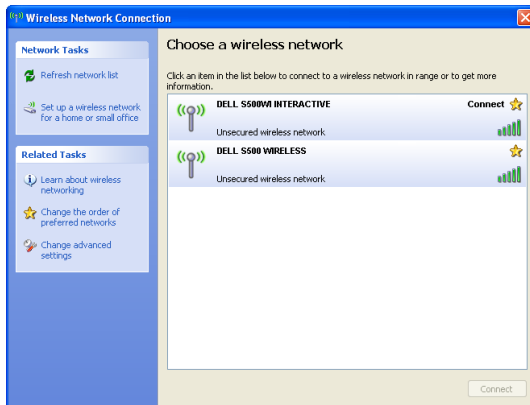 Wireless Network Connection
Network Tasks
Refresh network list
Set up a wireless network
for a home or small office
Related Tasks
Learn about wireless
networking
Change the order of
preferred networks
Change advanced
settings
Choose a wireless network
Click an item in the list below to connect to a wireless network in range or to get more
information.
DELL S500WI INTERACTIVE Connect
Unsecured wireless network
DELL S500 WIRELESS
Unsecured wireless network
Connect